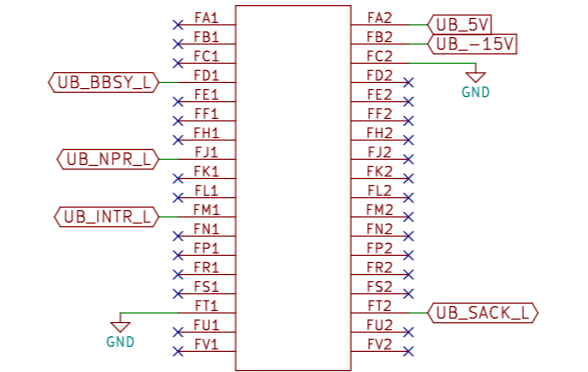 FA1 FA2 UB_5V
FB1 FB2 UB_-15V
FC1 FC2
UB_BBSY_L FD1 FD2
FE1 FE2 GND
FF1 FF2
FH1 FH2
UB_NPR_L FJ1 FJ2
FK1 FK2
FL1 FL2
UB_INTR_L FM1 FM2
FN1 FN2
FP1 FP2
FR1 FR2
FS1 FS2
FT1 FT2 UB_SACK_L
FU1 FU2
GND FV1 FV2